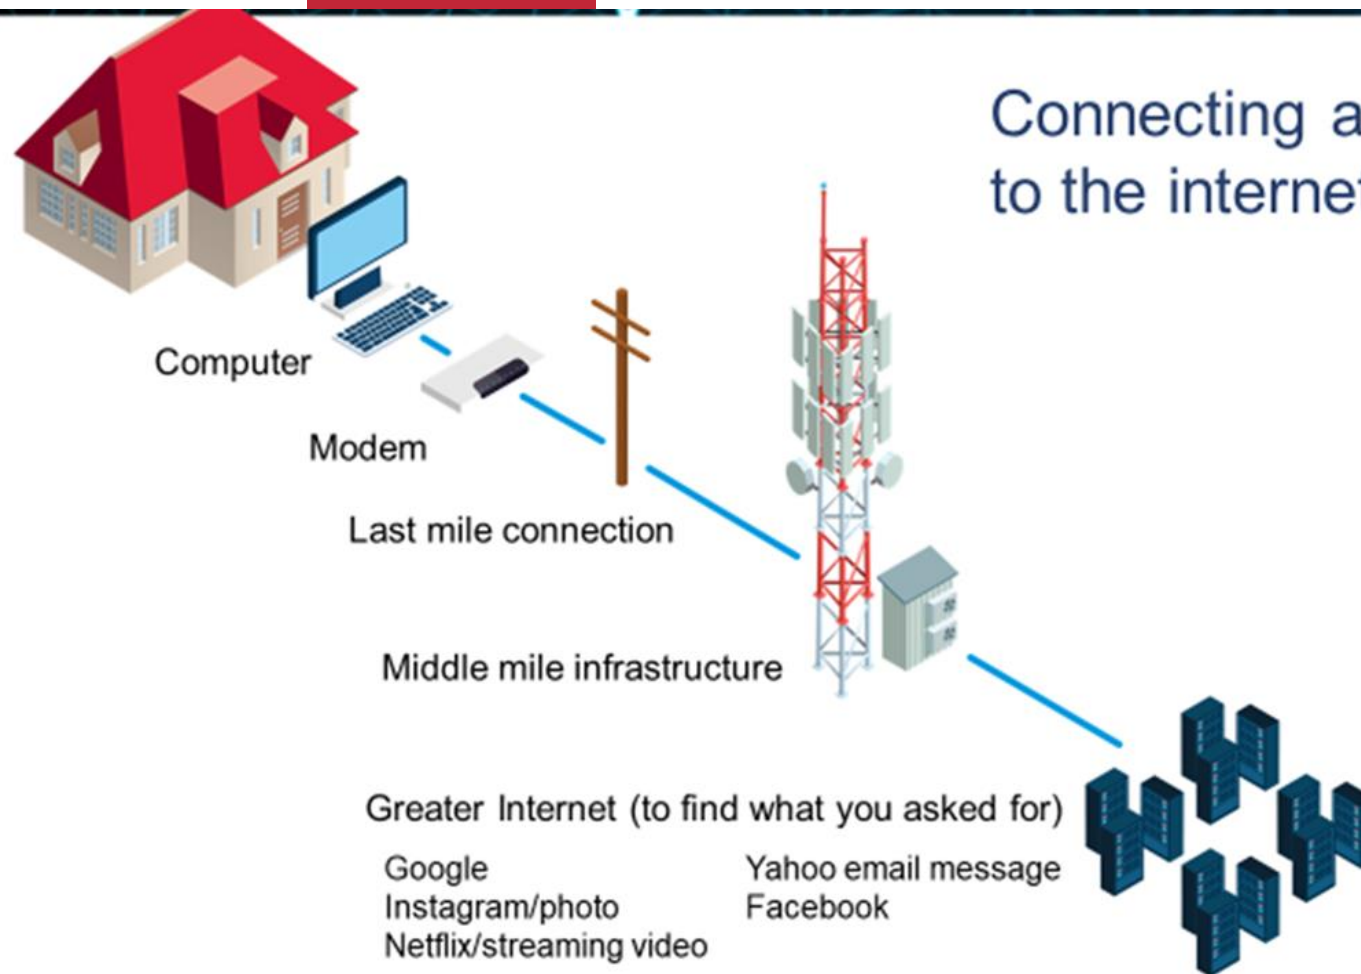 Connecting a
to the internet
Computer
Modem
Last mile connection
Middle mile infrastructure
Greater Internet (to find what you asked for)
Google
Yahoo email message
Instagram/photo
Facebook
Netflix/streaming video